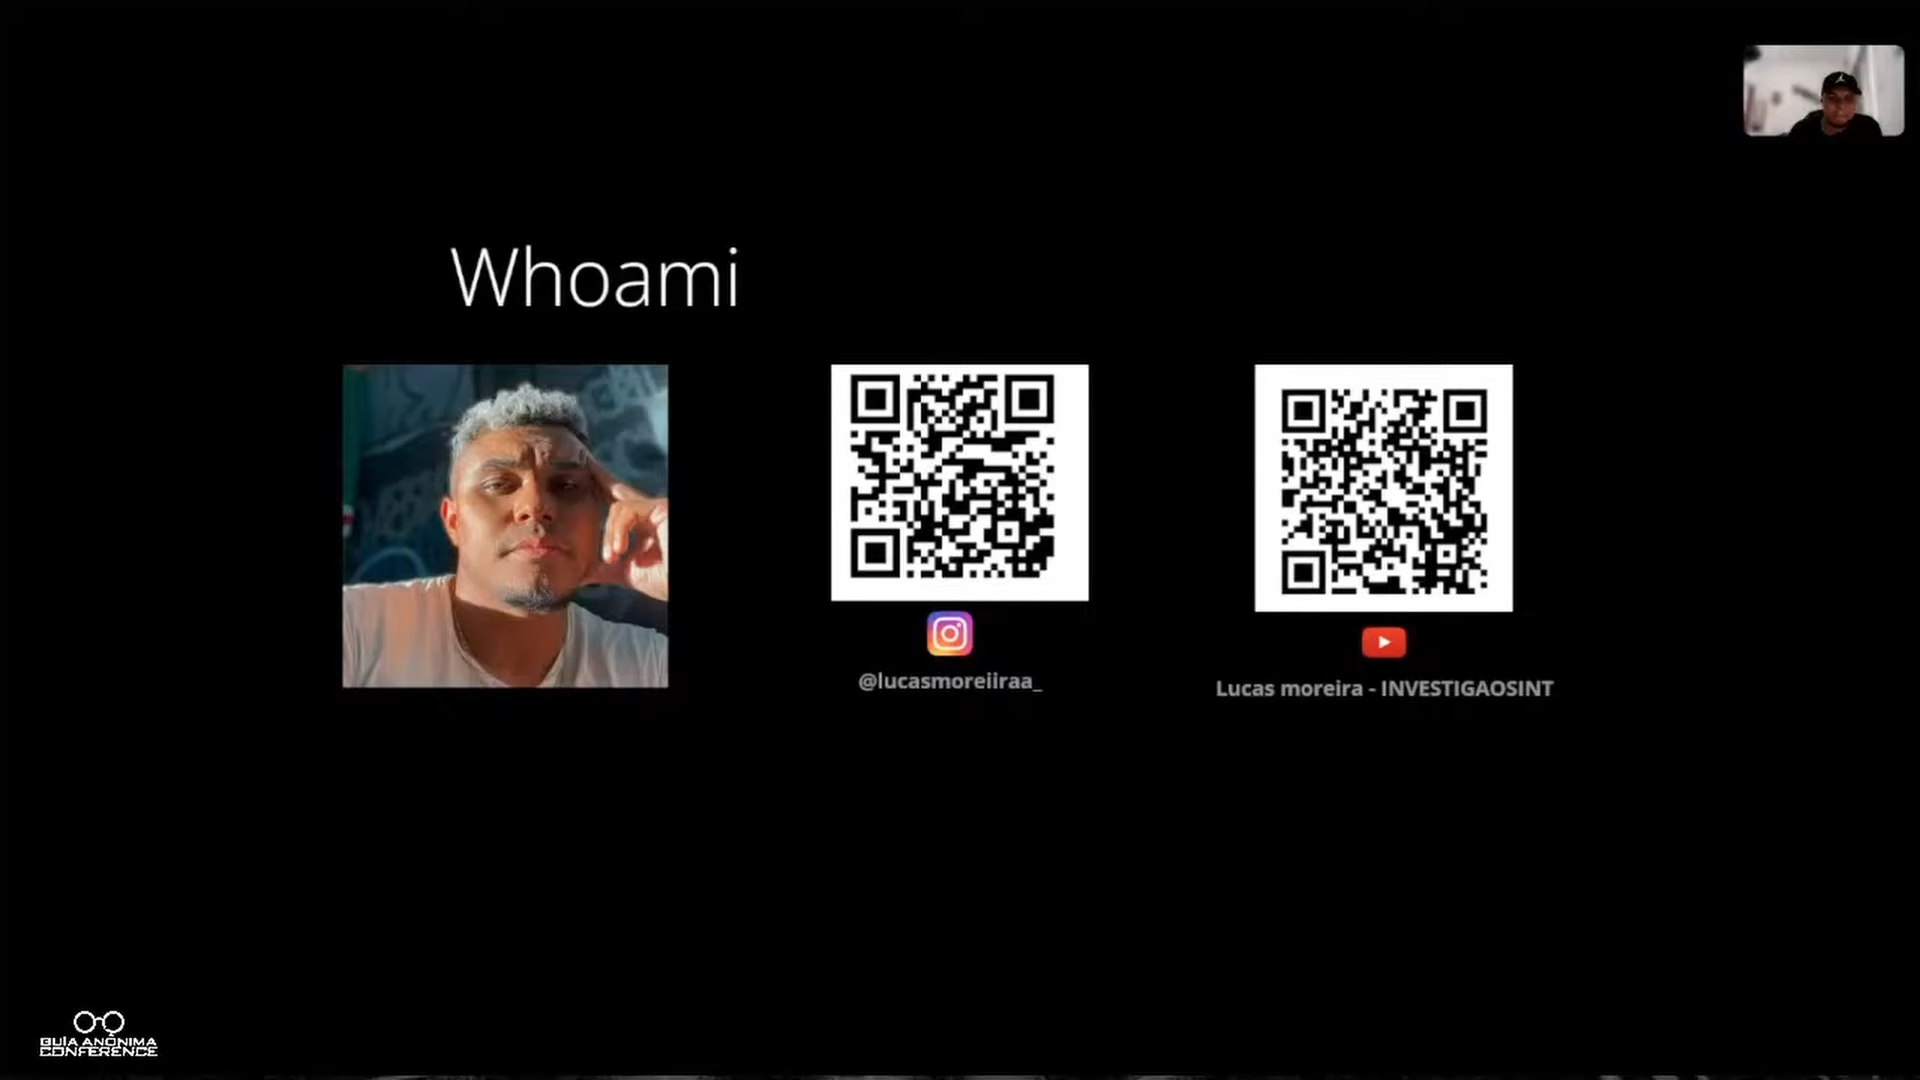 Whoami
@lucasmoreiiraa_
Lucas moreira - INVESTIGAOSINT
GUIA ANÔNIMA
CONFERENCE